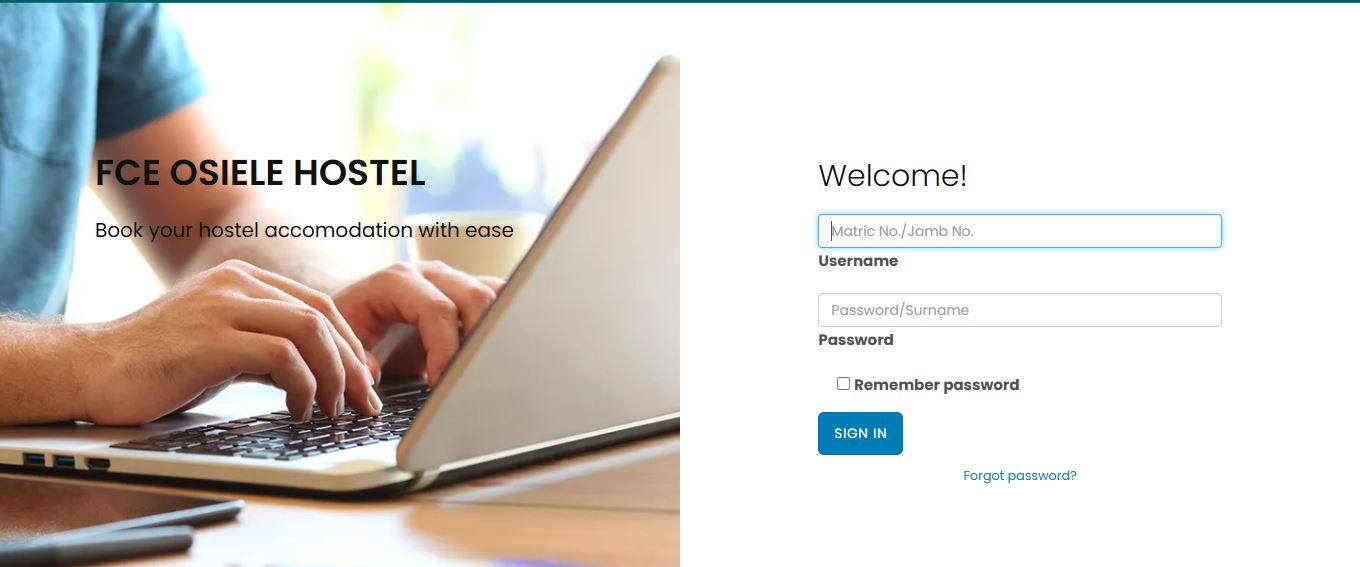 FCE OSIELE HOSTEL
Book your hostel accomodation with ease
Welcome!
Matric No./Jamb No.
Username
Password/Surname
Password
Remember password
SIGN IN
Forgot password?